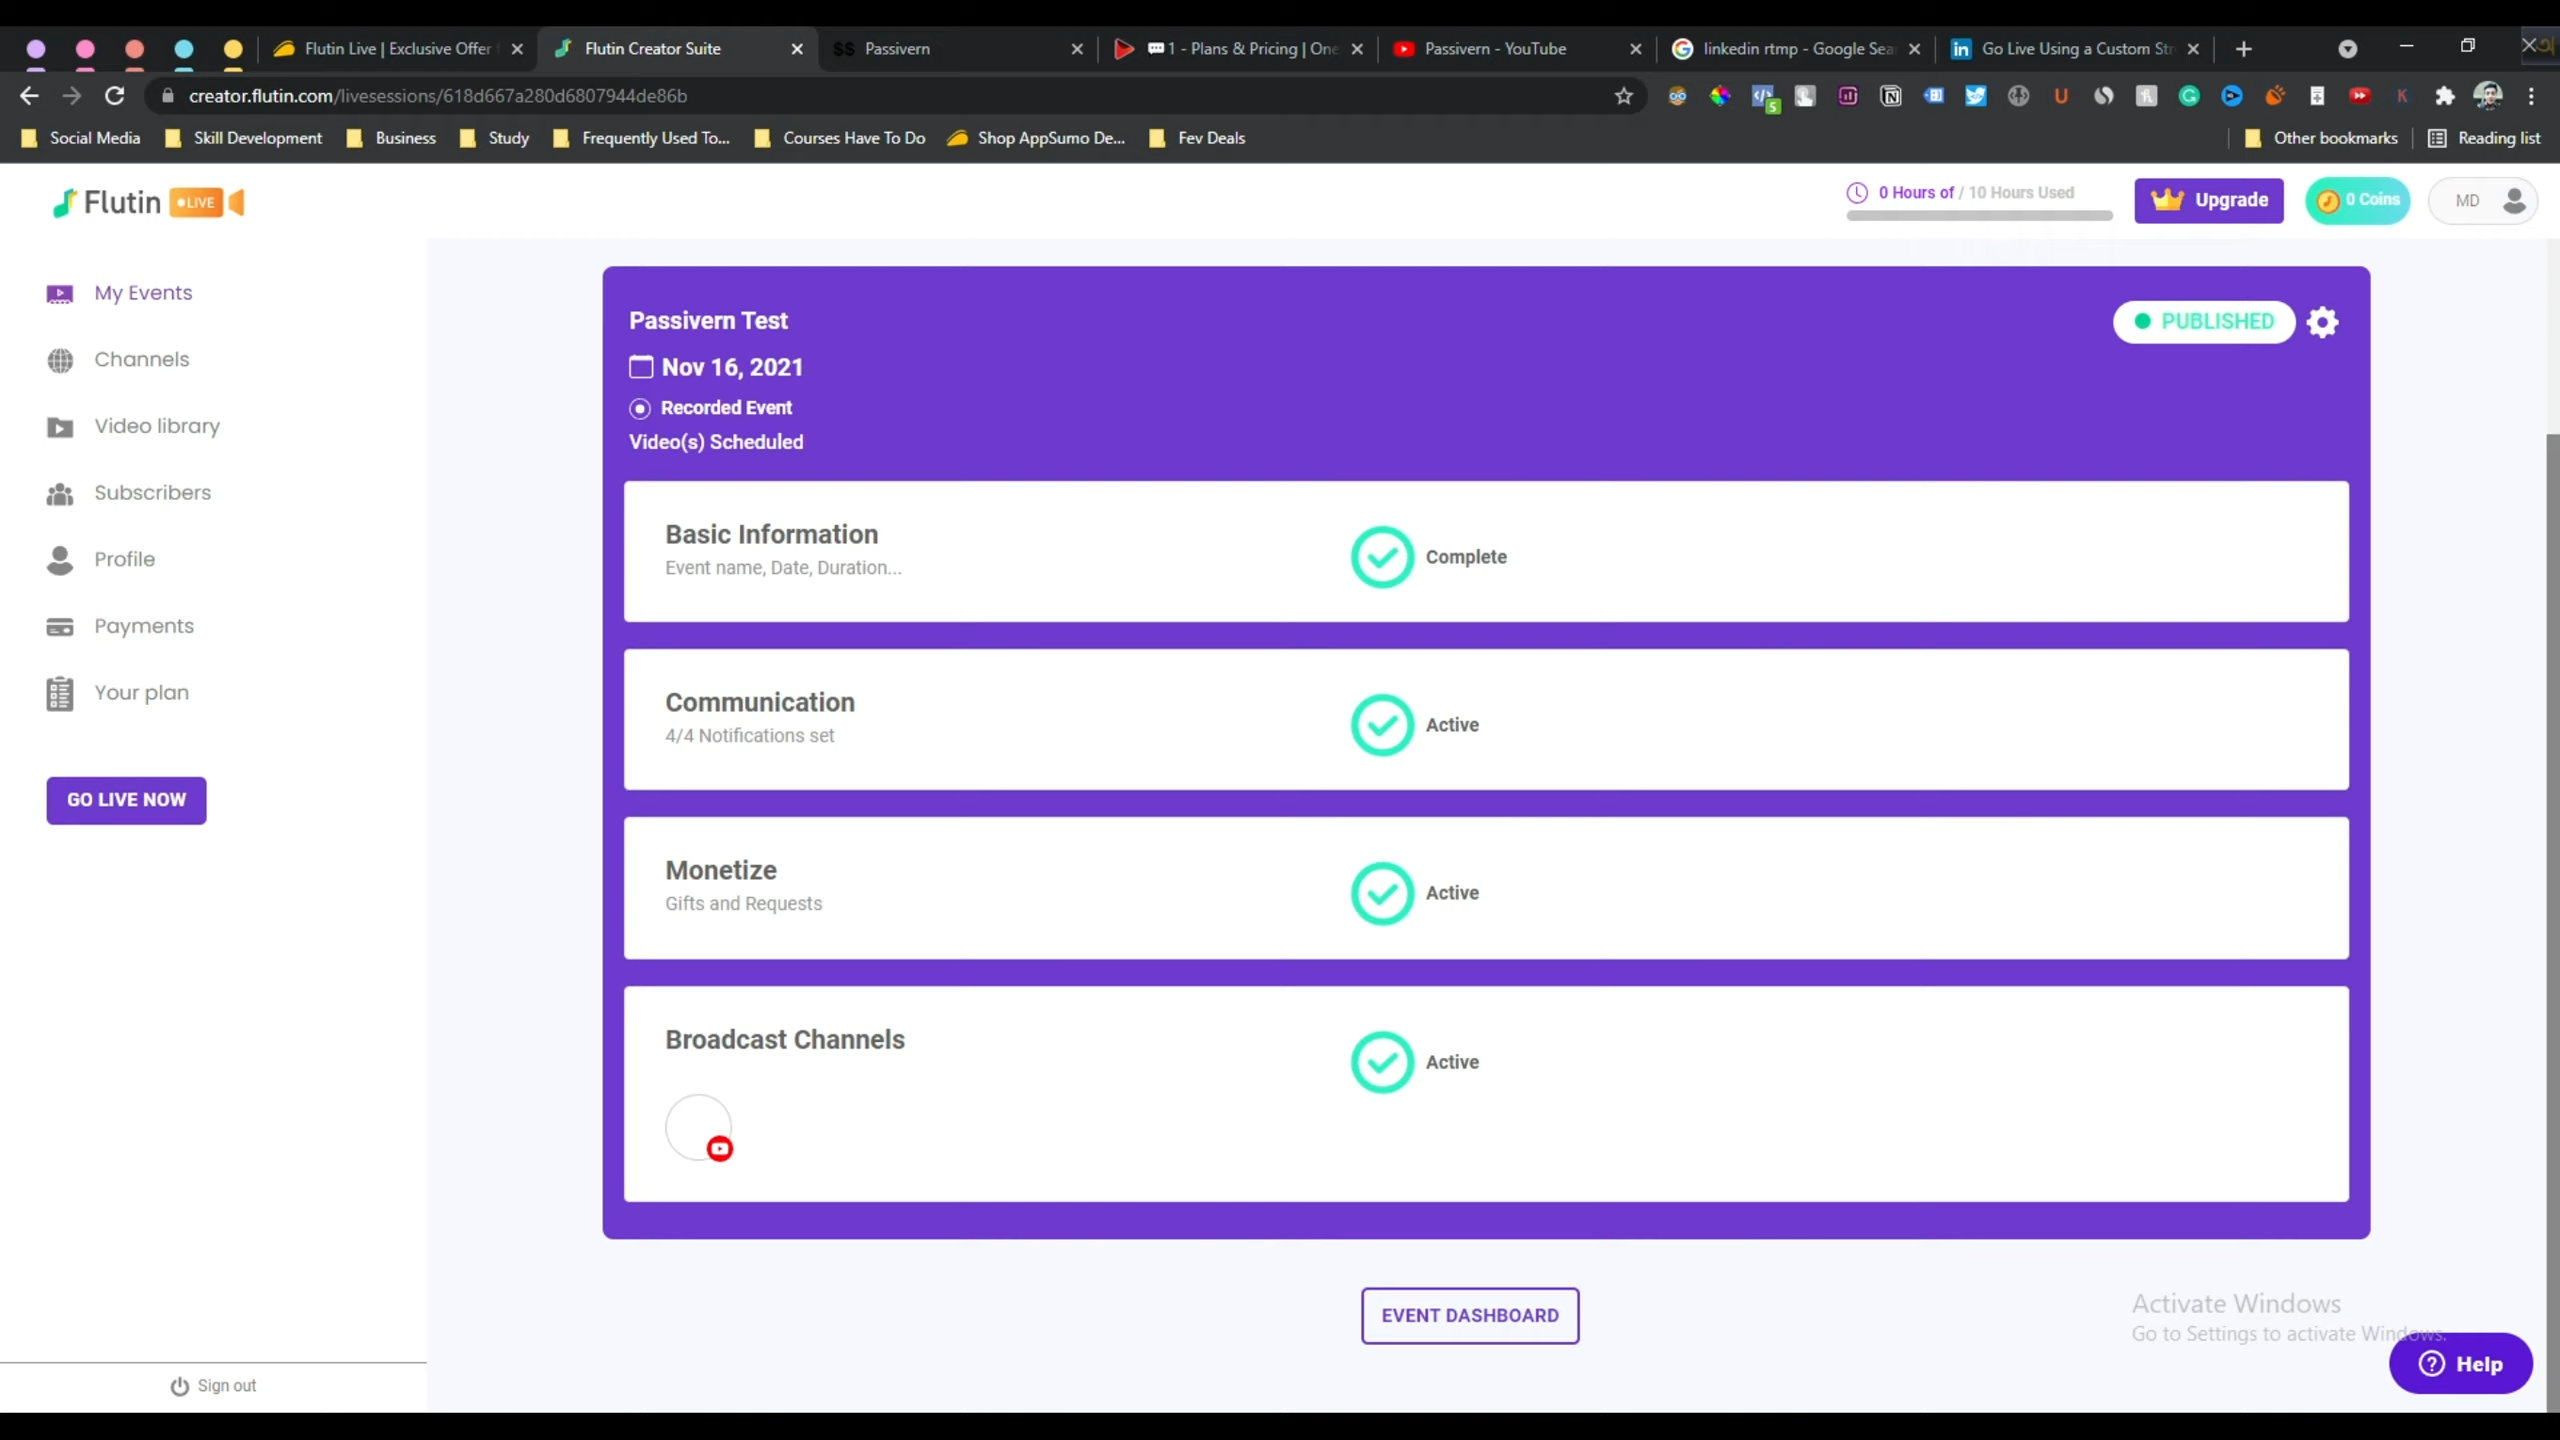 Flutin Live | Exclusive Offer
Flutin Creator Suite
$$ Passivern
1 - Plans & Pricing | One
Passivern - YouTube
linkedin rtmp - Google Sea
Go Live Using a Custom Str
creator.flutin.com/livesessions/618d667a280d6807944de86b
5
Social Media
Skill Development
Business
Study
Frequently Used To...
Courses Have To Do
Shop AppSumo De...
Fev Deals
Other bookmarks
Reading list
Flutin LIVE
0 Hours of / 10 Hours Used
Upgrade
0 Coins
MD
My Events
Channels
Video library
Subscribers
Profile
Payments
Your plan
GO LIVE NOW
Sign out
Passivern Test
PUBLISHED
Nov 16, 2021
Recorded Event
Video(s) Scheduled
Basic Information
Event name, Date, Duration...
Complete
Communication
4/4 Notifications set
Active
Monetize
Gifts and Requests
Active
Broadcast Channels
Active
EVENT DASHBOARD
Activate Windows
Go to Settings to activate Windows.
Help